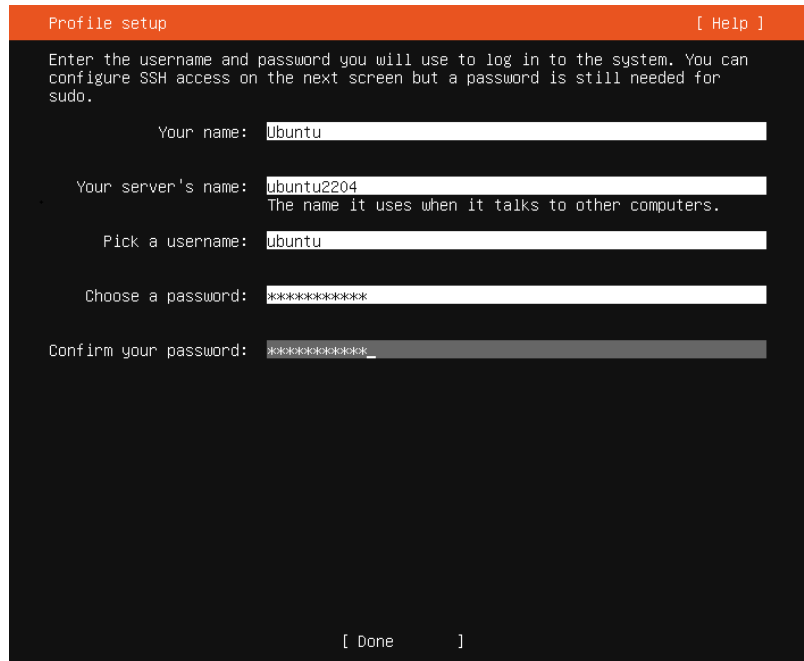 Profile setup [ Help ]
Enter the username and password you will use to log in to the system. You can
configure SSH access on the next screen but a password is still needed for
sudo.
Your name: Ubuntu
Your server's name: ubuntu2204
The name it uses when it talks to other computers.
Pick a username: ubuntu
Choose a password: ***********
Confirm your password: ***********_
[ Done ]